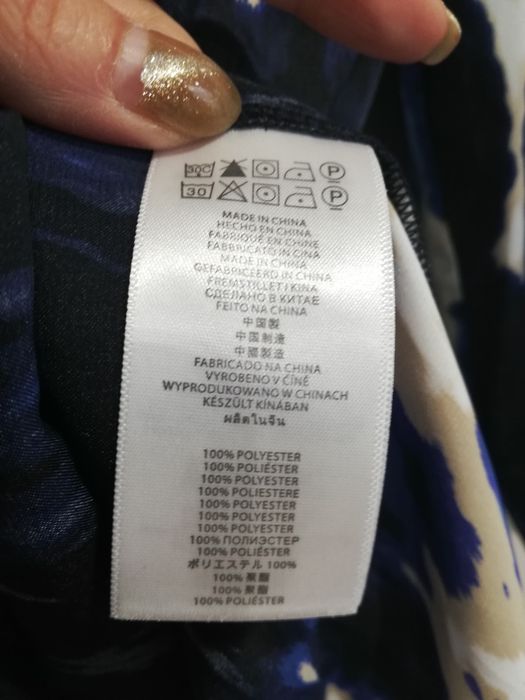 30C P
30 P
MADE IN CHINA
HECHO EN CHINA
FABRIQUÉ EN CHINE
FABBRICATO IN CINA
MADE IN CHINA
GEFABRICEERD IN CHINA
FREMSTILLET I KINA
СДЕЛАНО В КИТАЕ
FEITO NA CHINA
中国製
中国制造
中國製造
FABRICADO NA CHINA
VYROBENO V ČÍNĚ
WYPRODUKOWANO W CHINACH
KÉSZÜLT KÍNÁBAN
ผลิตในจีน
100% POLYESTER
100% POLIÉSTER
100% POLYESTER
100% POLIESTERE
100% POLYESTER
100% POLYESTER
100% POLYESTER
100% ПОЛИЭСТЕР
100% POLIÉSTER
ポリエステル 100%
100% 聚酯
100% 聚酯
100% POLIÉSTER